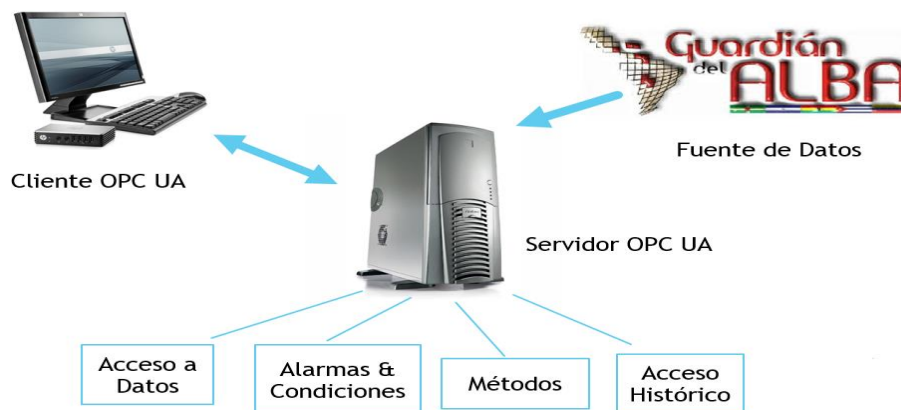 Guardián
del
ALBA
Cliente OPC UA
Fuente de Datos
Servidor OPC UA
Acceso a
Datos
Alarmas &
Condiciones
Métodos
Acceso
Histórico